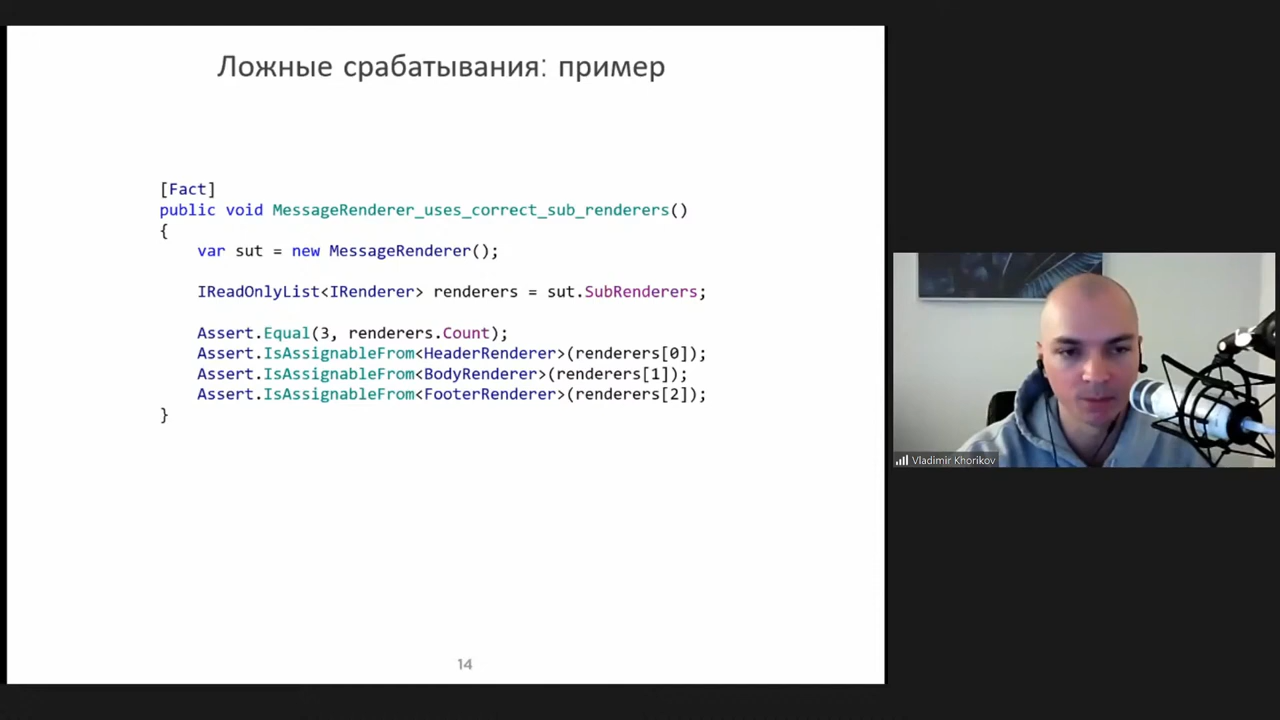 Ложные срабатывания: пример
[Fact]
public void MessageRenderer_uses_correct_sub_renderers()
{
    var sut = new MessageRenderer();
    IReadOnlyList<IRenderer> renderers = sut.SubRenderers;
    Assert.Equal(3, renderers.Count);
    Assert.IsAssignableFrom<HeaderRenderer>(renderers[0]);
    Assert.IsAssignableFrom<BodyRenderer>(renderers[1]);
    Assert.IsAssignableFrom<FooterRenderer>(renderers[2]);
}
14
Vladimir Khorikov